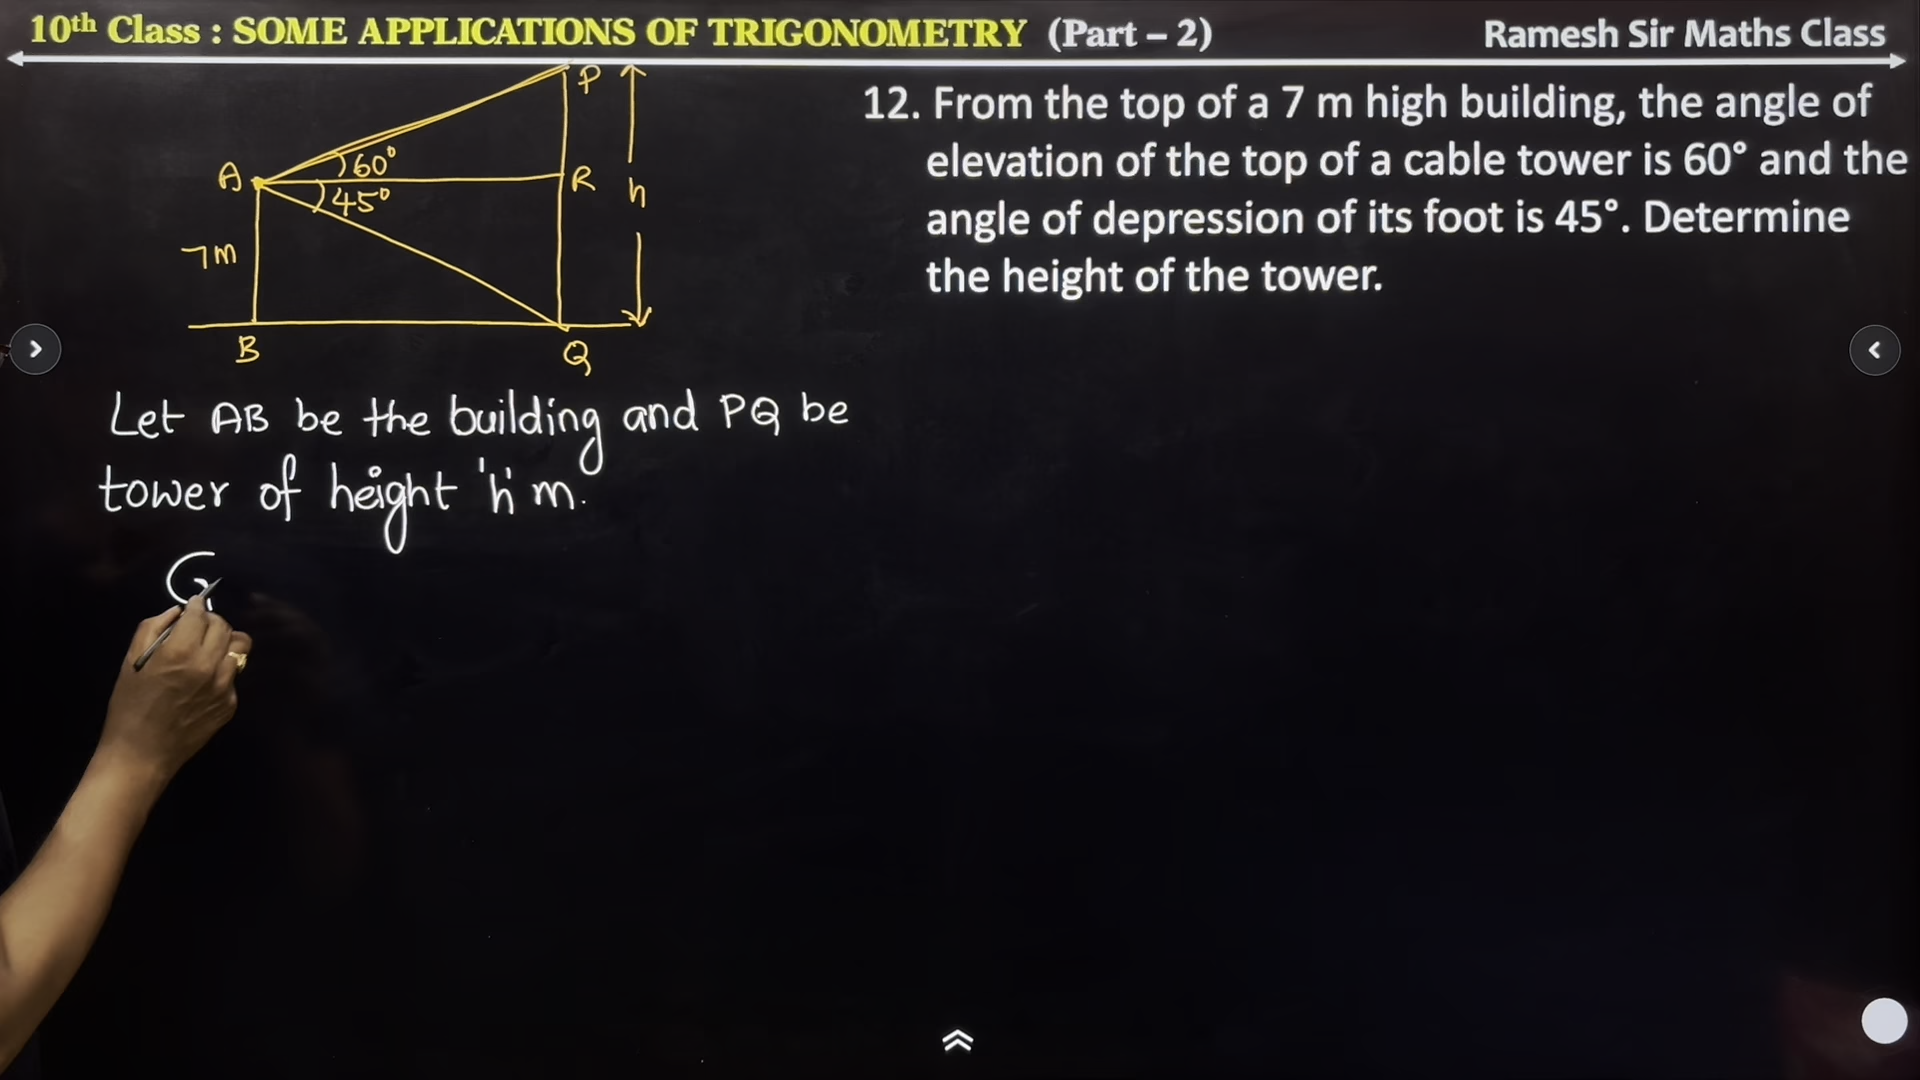 10th Class : SOME APPLICATIONS OF TRIGONOMETRY (Part – 2)
Ramesh Sir Maths Class
12. From the top of a 7 m high building, the angle of
elevation of the top of a cable tower is 60° and the
angle of depression of its foot is 45°. Determine
the height of the tower.
P
60°
A
R
h
45°
7m
B
Q
Let AB be the building and PQ be
tower of height 'h' m.
G